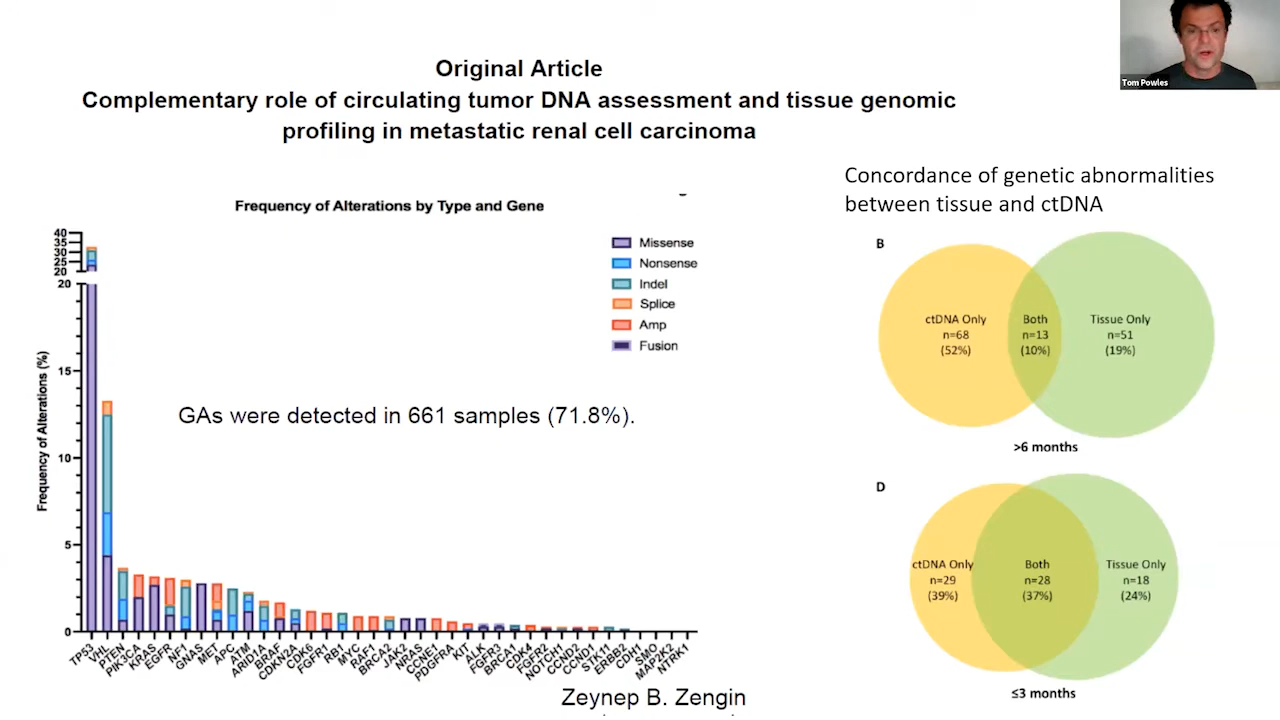 Tom Powles
Original Article
Complementary role of circulating tumor DNA assessment and tissue genomic
profiling in metastatic renal cell carcinoma
Concordance of genetic abnormalities
between tissue and ctDNA
Frequency of Alterations by Type and Gene
Missense
Nonsense
Indel
Splice
Amp
Fusion
Frequency of Alterations (%)
40
35
30
25
20
20
15
10
5
0
GAs were detected in 661 samples (71.8%).
TP53
VHL
PTEN
PIK3CA
KRAS
EGFR
NF1
GNAS
MET
APC
ATM
ARID1A
BRAF
CDKN2A
CDK6
FGFR1
RB1
MYC
RAF1
BRCA2
JAK2
NRAS
CCNE1
PDGFRA
KIT
ALK
FGFR3
BRCA1
CDK4
FGFR2
NOTCH1
CCND2
CCND1
STK11
ERBB2
CDH1
SMO
MAP2K2
NTRK1
Zeynep B. Zengin
B
ctDNA Only
n=68
(52%)
Both
n=13
(10%)
Tissue Only
n=51
(19%)
>6 months
D
ctDNA Only
n=29
(39%)
Both
n=28
(37%)
Tissue Only
n=18
(24%)
≤3 months